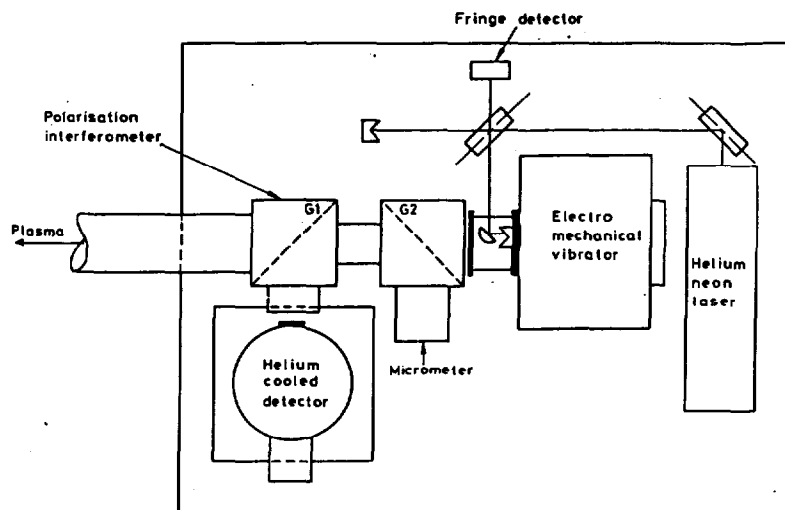 Fringe detector
Polarisation
interferometer
G1
G2
Plasma
Electro
mechanical
vibrator
Helium
neon
laser
Micrometer
Helium
cooled
detector